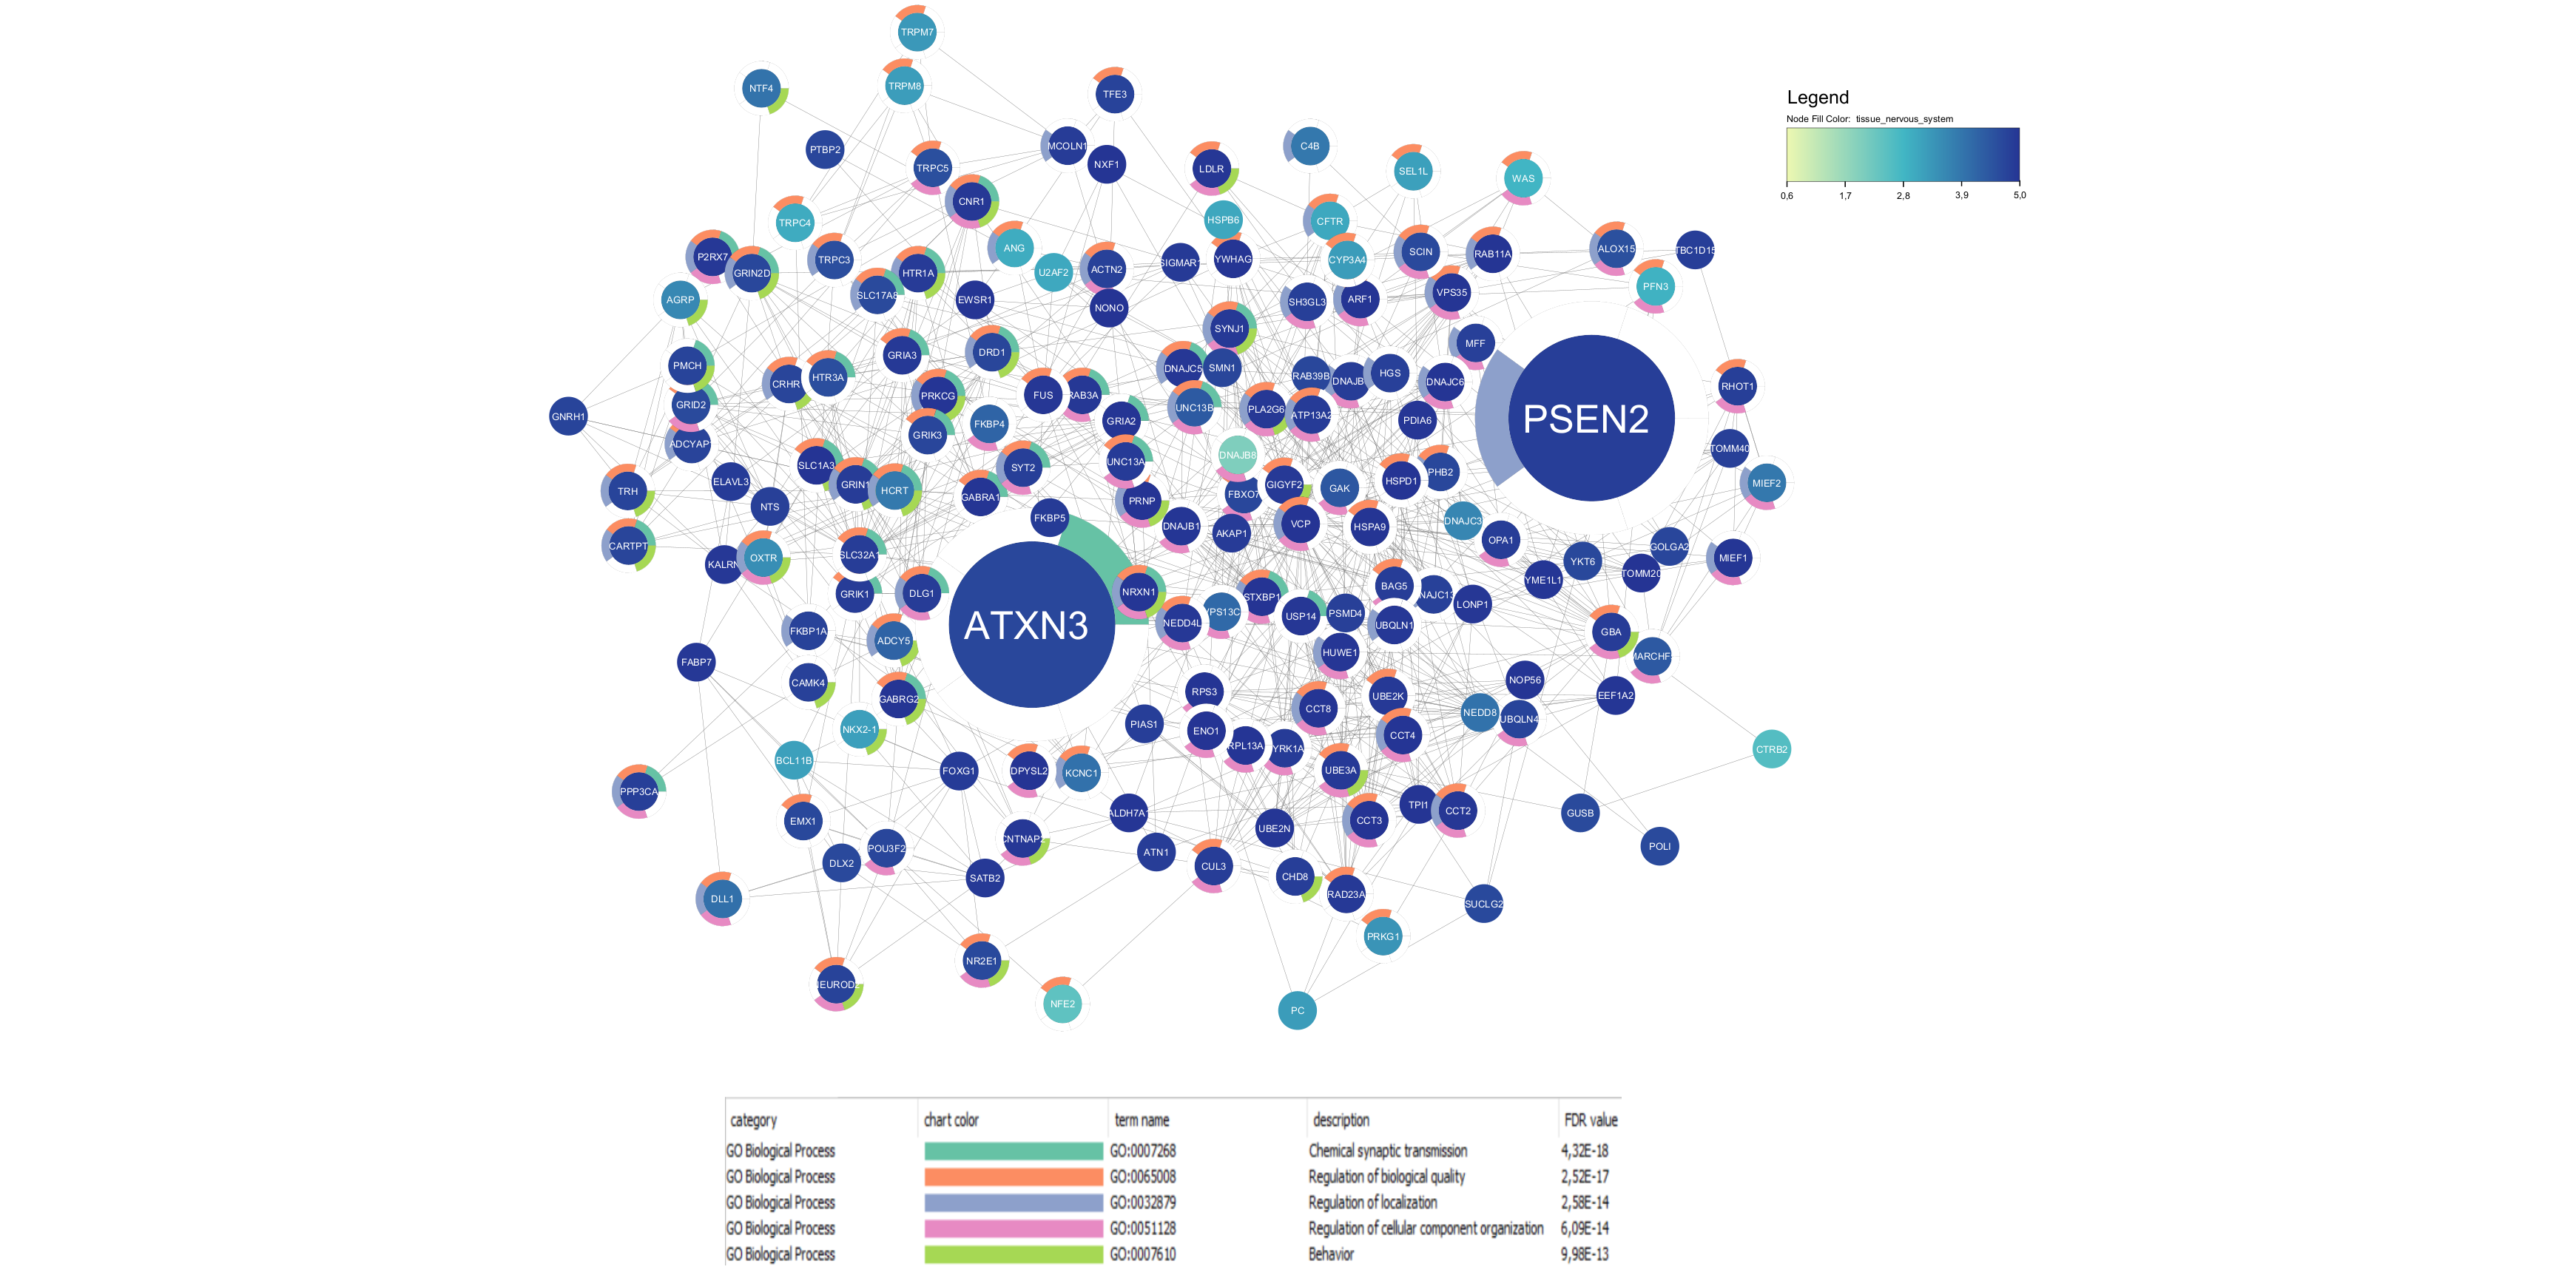 TRPM7
NTF4
TRPM8
TFE3
Legend
Node Fill Color: tissue_nervous_system
0,6 1,7 2,8 3,9 5,0
PTBP2
MCOLN1
NXF1
TRPC5
LDLR
C4B
SEL1L
WAS
CNR1
TRPC4
HSPB6
CFTR
P2RX7
GRIN2D
TRPC3
HTR1A
ANG
U2AF2
ACTN2
SIGMAR1
YWHAG
CYP3A4
SCIN
RAB11A
ALOX15
TBC1D15
AGRP
SLC17A8
EWSR1
NONO
SH3GL3
ARF1
VPS35
PFN3
SYNJ1
PMCH
CRHR
HTR3A
GRIA3
DRD1
DNAJC5
SMN1
MFF
GNRH1
GRID2
PRKCG
FUS
RAB3A
UNC13B
RAB39B
DNAJB
HGS
DNAJC6
PSEN2
RHOT1
ADCYAP
GRIK3
FKBP4
GRIA2
PLA2G6
ATP13A2
PDIA6
TOMM40
TRH
ELAVL3
NTS
SLC1A3
GRIN1
HCRT
SYT2
GABRA1
UNC13A
DNAJB8
GIGYF2
GAK
HSPD1
PHB2
MIEF2
CARTPT
KALRN
OXTR
SLC32A1
FKBP5
PRNP
DNAJB1
FBXO7
AKAP1
VCP
HSPA9
DNAJC3
OPA1
YKT6
GOLGA2
MIEF1
GRIK1
DLG1
NRXN1
YME1L1
TOMM20
FKBP1A
ADCY5
ATXN3
NEDD4L
VPS13C
STXBP1
USP14
PSMD4
BAG5
NAJC13
LONP1
UBQLN1
GBA
FABP7
CAMK4
GABRG2
HUWE1
MARCHF5
RPS3
CCT8
UBE2K
NOP56
EEF1A2
NKX2-1
BCL11B
PIAS1
ENO1
RPL13A
YRK1A
CCT4
NEDD8
UBQLN4
CTRB2
PPP3CA
FOXG1
DPYSL2
KCNC1
UBE3A
EMX1
ALDH7A
TPI1
CCT2
GUSB
DLX2
POU3F2
CNTNAP2
ATN1
UBE2N
CCT3
POLI
DLL1
SATB2
CUL3
CHD8
RAD23A
SUCLG2
NEUROD2
NR2E1
NFE2
PRKG1
PC
category chart color term name description FDR value
GO Biological Process GO:0007268 Chemical synaptic transmission 4,32E-18
GO Biological Process GO:0065008 Regulation of biological quality 2,52E-17
GO Biological Process GO:0032879 Regulation of localization 2,58E-14
GO Biological Process GO:0051128 Regulation of cellular component organization 6,09E-14
GO Biological Process GO:0007610 Behavior 9,98E-13